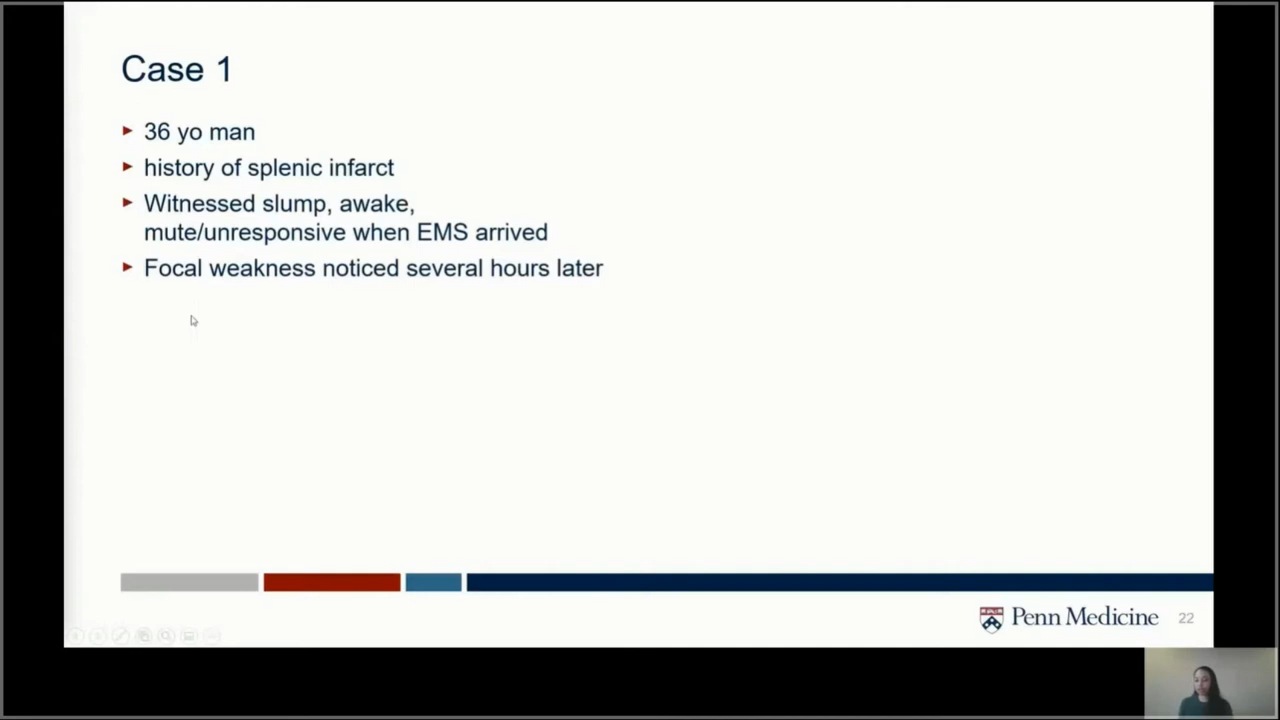 Case 1
36 yo man
history of splenic infarct
Witnessed slump, awake,
mute/unresponsive when EMS arrived
Focal weakness noticed several hours later
Penn Medicine 22